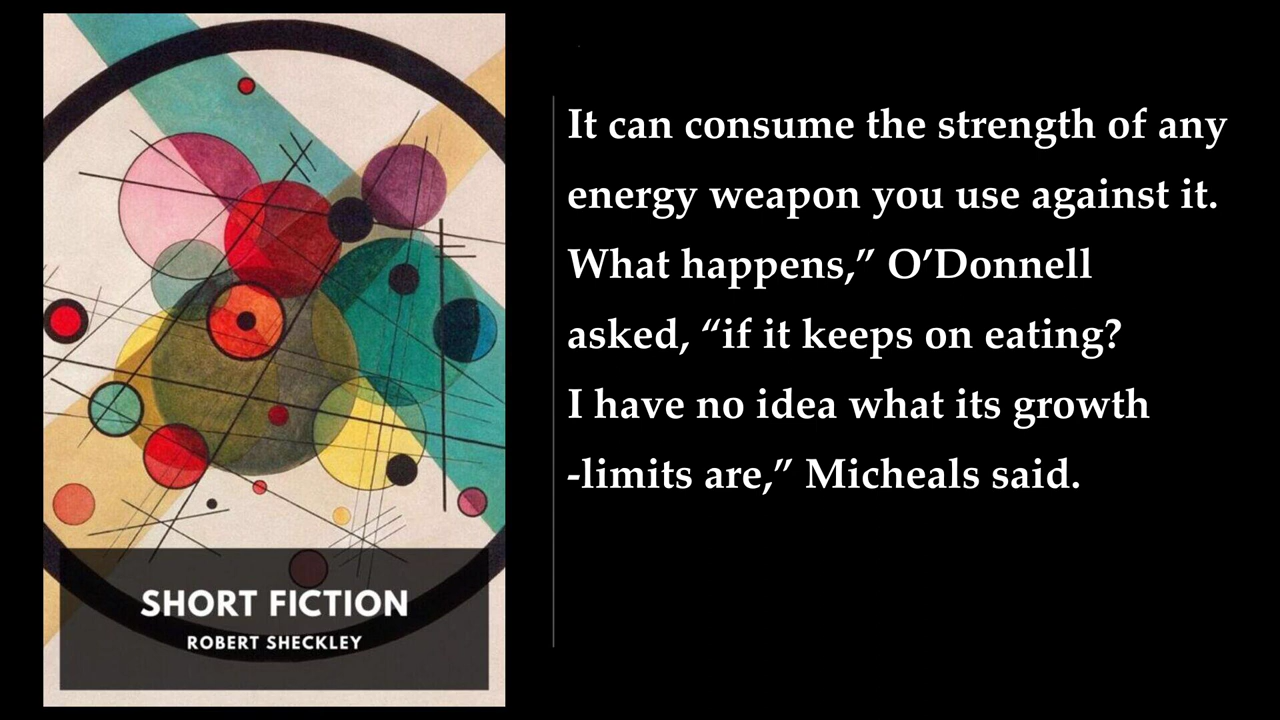 SHORT FICTION
ROBERT SHECKLEY
It can consume the strength of any
energy weapon you use against it.
What happens,” O’Donnell
asked, “if it keeps on eating?
I have no idea what its growth
-limits are,” Micheals said.